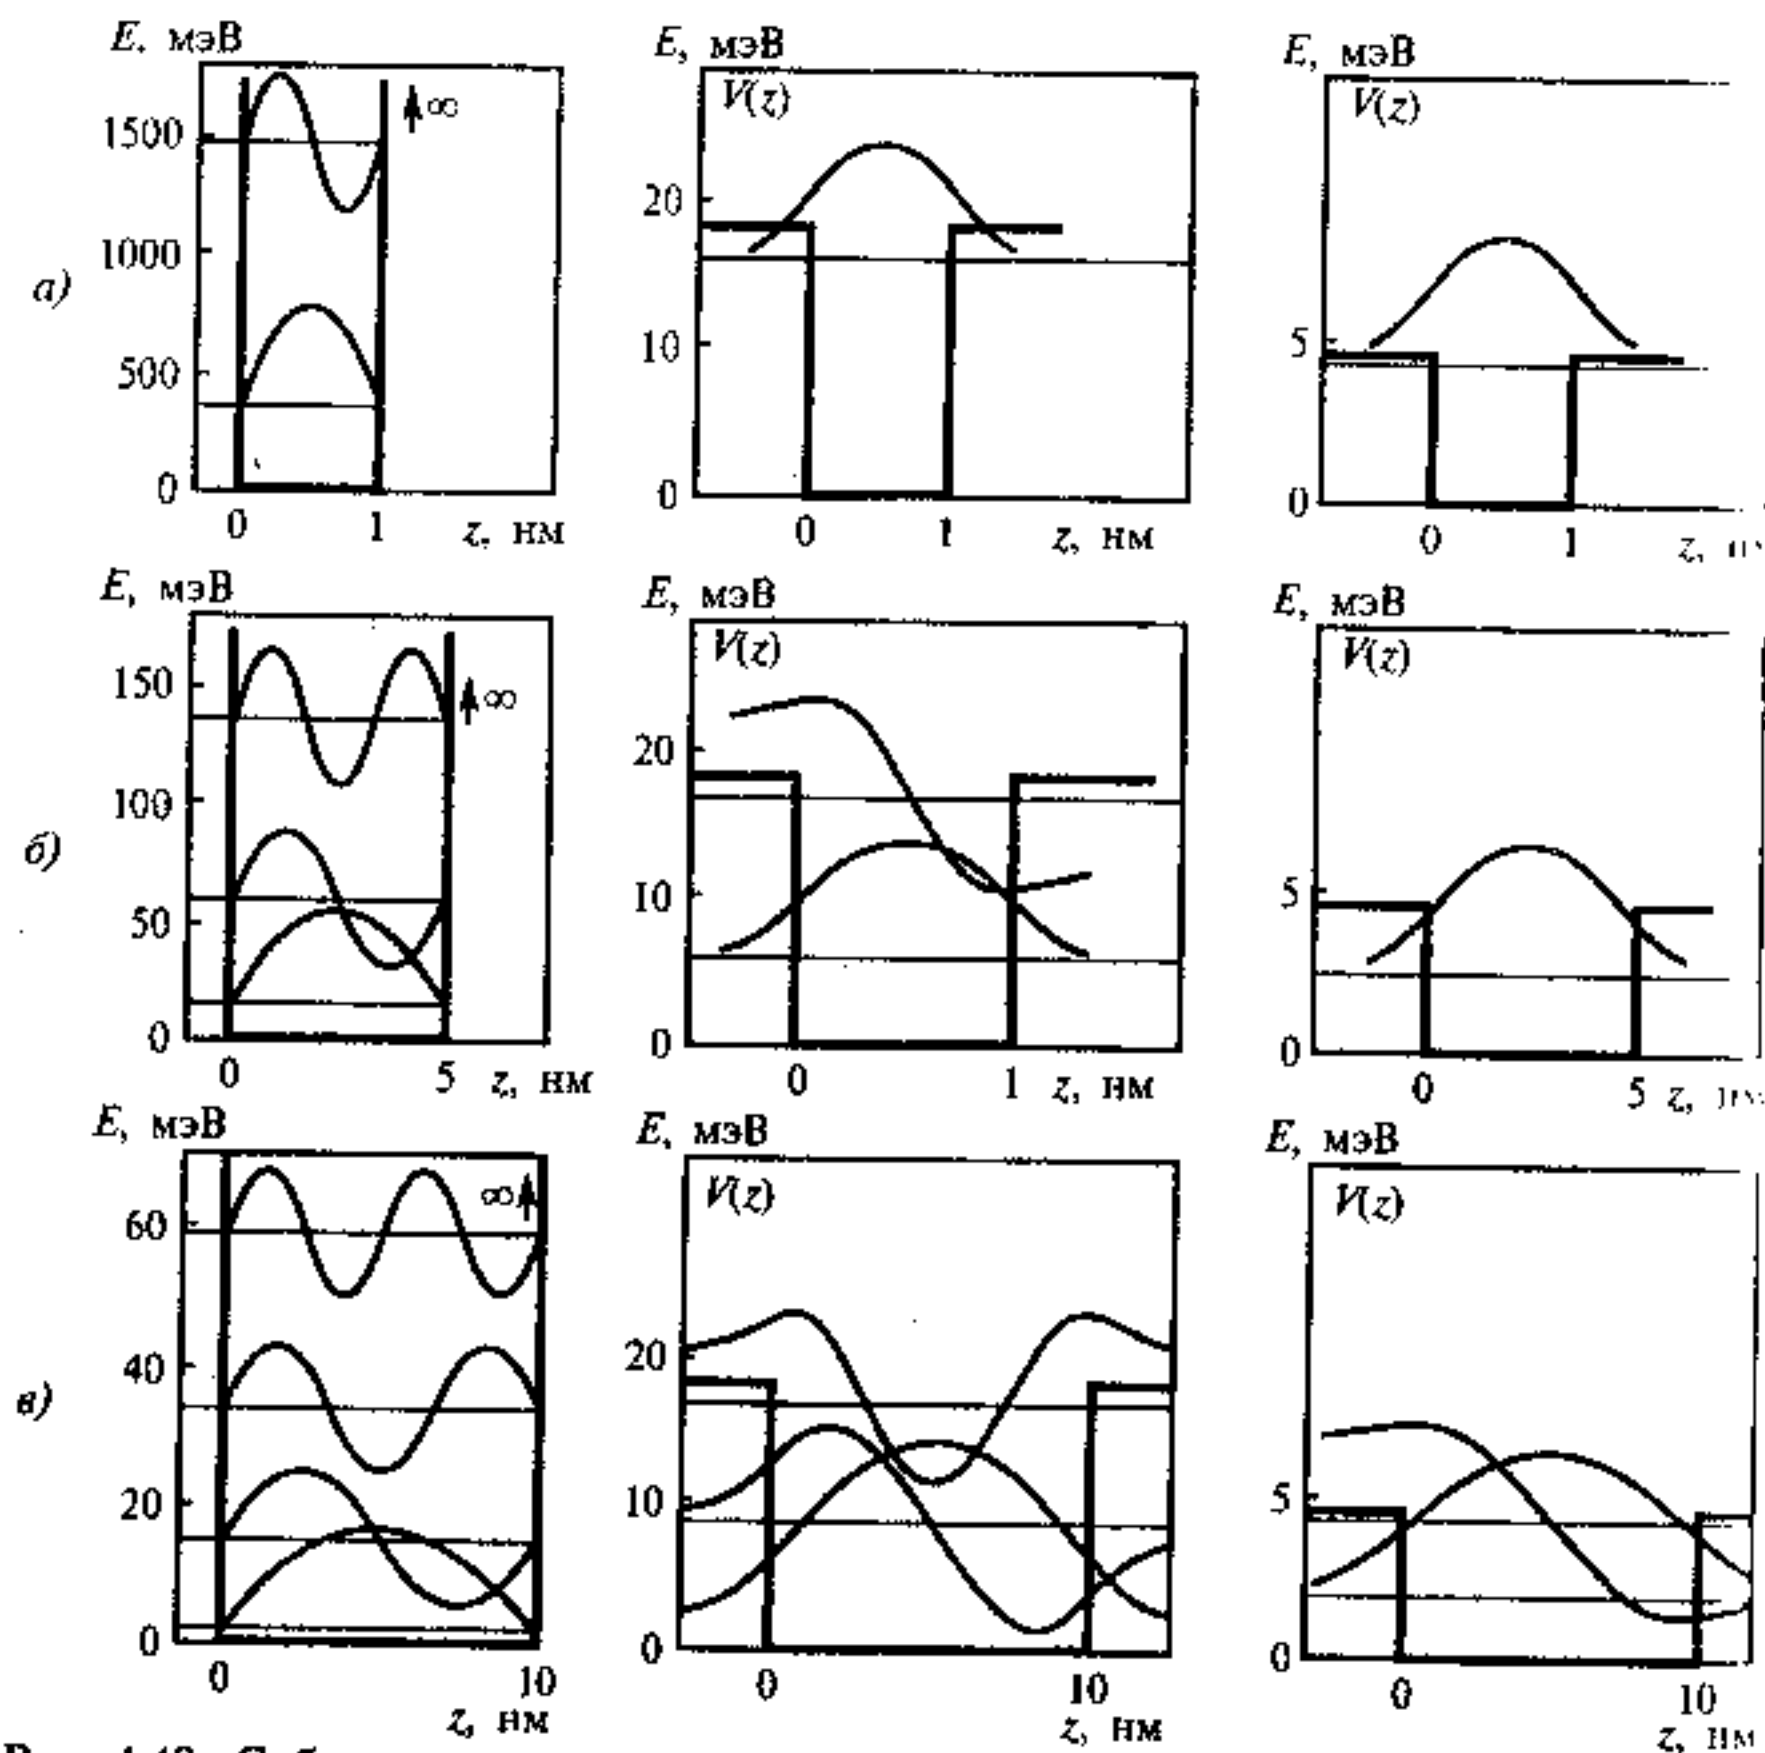 E, мэВ
E, мэВ
E, мэВ
1500
1000
500
0
∞
0 1 z, нм
V(z)
20
10
0
0 1 z, нм
V(z)
5
0
0 1 z,
а)
E, мэВ
E, мэВ
E, мэВ
150
100
50
0
∞
0 5 z, нм
V(z)
20
10
0
0 1 z, нм
V(z)
5
0
0 5 z,
б)
E, мэВ
E, мэВ
E, мэВ
60
40
20
0
∞
0 10
z, нм
V(z)
20
10
0
0 10
z, нм
V(z)
5
0
0 10
z, нм
в)